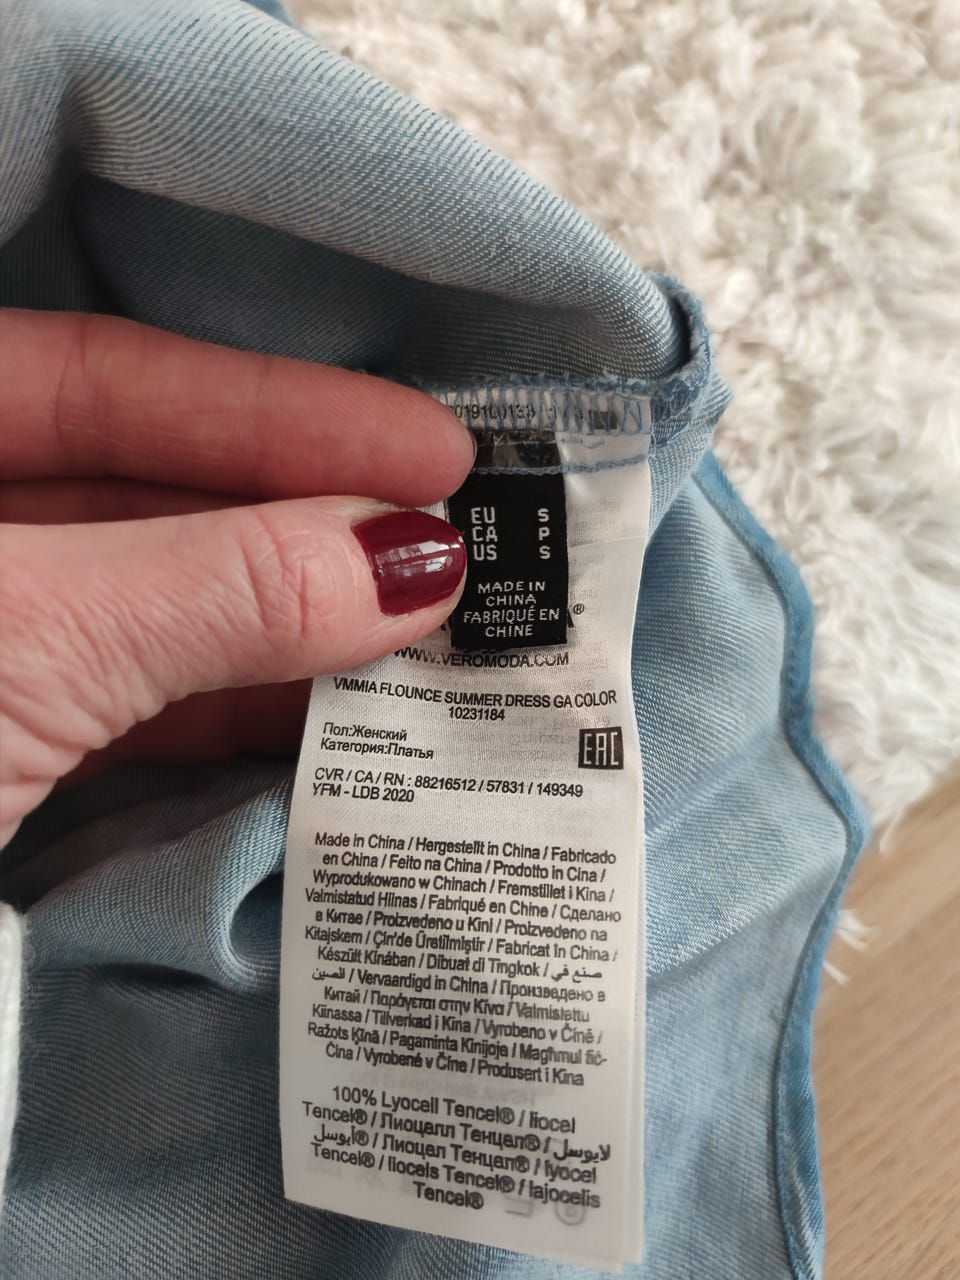 EU S
CA P
US S
MADE IN
CHINA
FABRIQUÉ EN
CHINE
A®
WWW.VEROMODA.COM
VMMIA FLOUNCE SUMMER DRESS GA COLOR
10231184
Пол:Женский
Категория:Платья
EAC
CVR / CA / RN : 88216512 / 57831 / 149349
YFM - LDB 2020
Made in China / Hergestellt in China / Fabricado
en China / Feito na China / Prodotto in Cina /
Wyprodukowano w Chinach / Fremstillet i Kina /
Valmistatud Hiinas / Fabriqué en Chine / Сделано
в Китае / Proizvedeno u Kini / Proizvedeno na
Kitajskem / Çin'de Üratilmiştir / Fabricat în China /
Készült Kínában / Dibuat di Tingkok / صنع في
الصين / Vervaardigd in China / Произведено в
Китай / Παράγεται στην Κίνα / Valmistettu
Kiinassa / Tillverkad i Kina / Vyrobeno v Číně /
Ražots Ķīnā / Pagaminta Kinijoje / Magħmul fiċ-
Ċina / Vyrobené v Číne / Produsert i Kina
100% Lyocell Tencel® / liocel
Tencel® / Лиоцелл Тенцел® / لايوسل
أيوسل® / Лиоцал Тенцел® / lyocel
Tencel® / liocels Tencel® / lajocelis
Tencel®